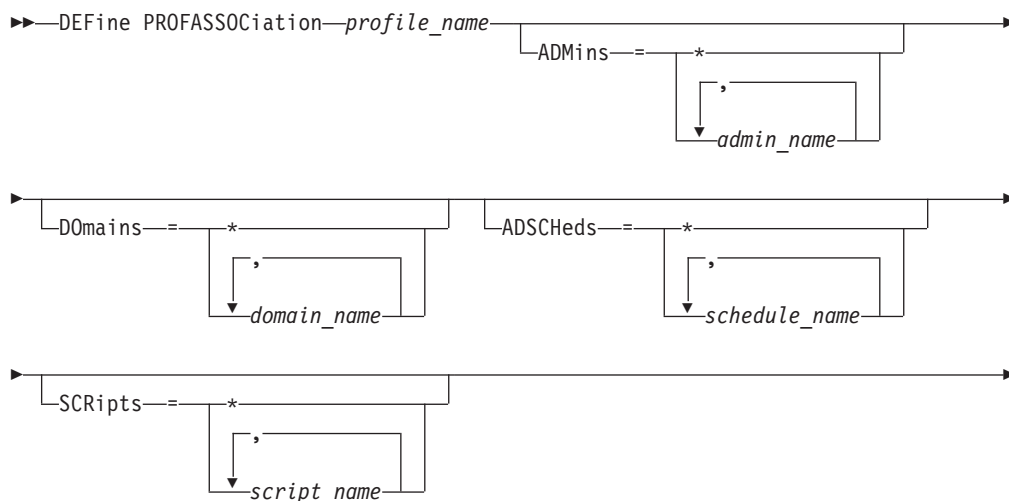 DEFine PROFASSOCiation profile_name
ADMins = *
,
admin_name
DOmains = *
,
domain_name
ADSCHeds = *
,
schedule_name
SCRipts = *
,
script_name